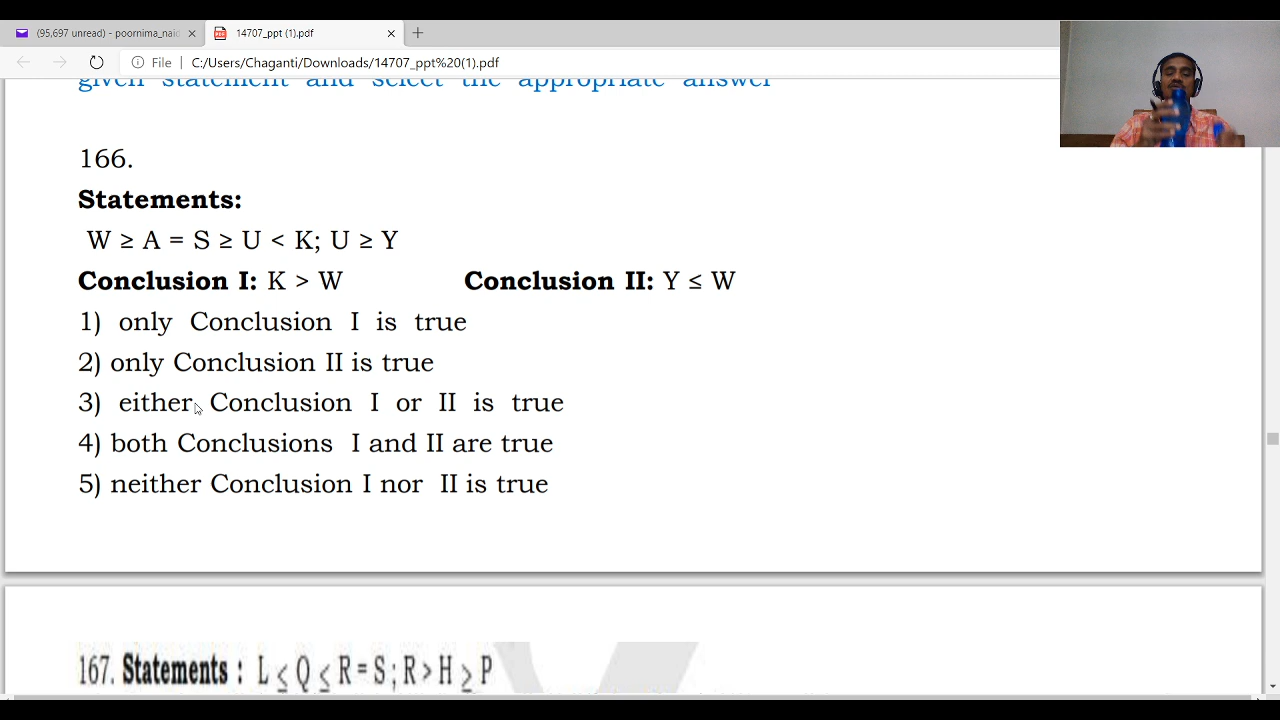 (95,697 unread) - poornima_naid
14707_ppt (1).pdf
File | C:/Users/Chaganti/Downloads/14707_ppt%20(1).pdf
given statement and select the appropriate answer
166.
Statements:
W ≥ A = S ≥ U < K; U ≥ Y
Conclusion I: K > W Conclusion II: Y ≤ W
1) only Conclusion I is true
2) only Conclusion II is true
3) either Conclusion I or II is true
4) both Conclusions I and II are true
5) neither Conclusion I nor II is true
167. Statements : L ≤ Q ≤ R = S ; R > H ≥ P